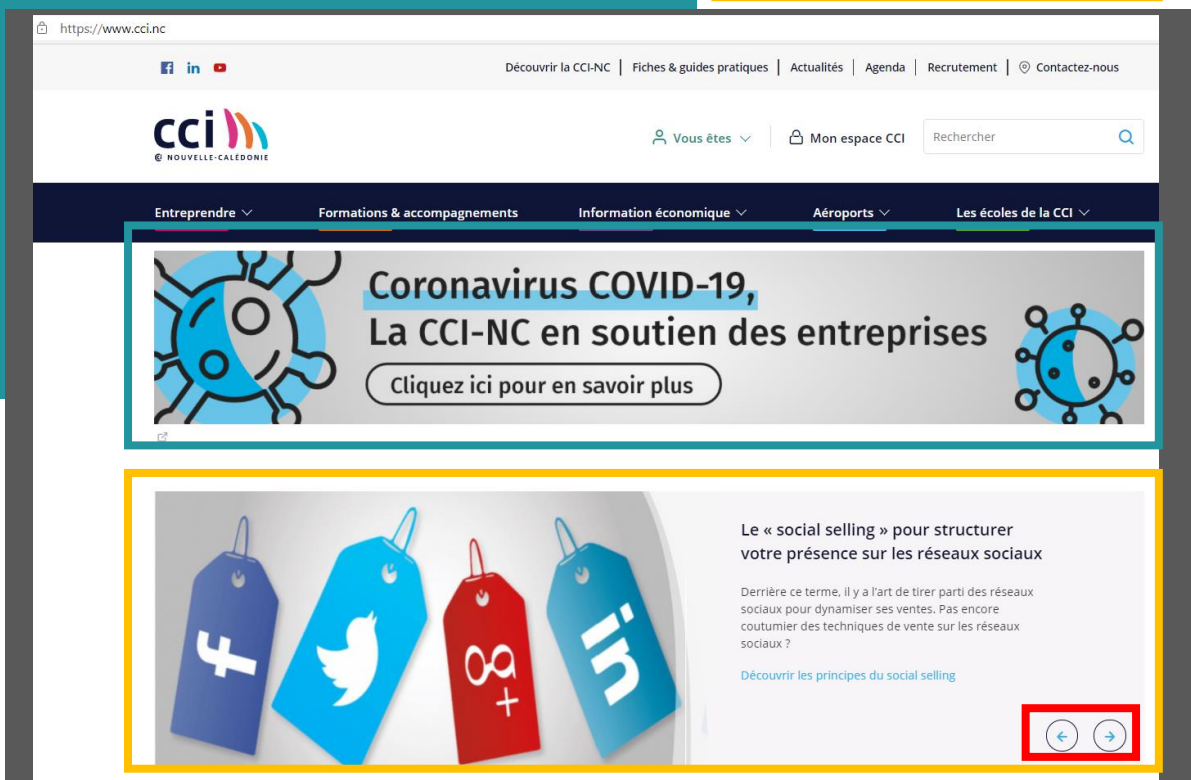 https://www.cci.nc
Découvrir la CCI-NC | Fiches & guides pratiques | Actualités | Agenda | Recrutement | Contactez-nous
cci
@ NOUVELLE-CALÉDONIE
Vous êtes
Mon espace CCI
Rechercher
Entreprendre
Formations & accompagnements
Information économique
Aéroports
Les écoles de la CCI
Coronavirus COVID-19,
La CCI-NC en soutien des entreprises
Cliquez ici pour en savoir plus
Le « social selling » pour structurer
votre présence sur les réseaux sociaux
Derrière ce terme, il y a l'art de tirer parti des réseaux
sociaux pour dynamiser ses ventes. Pas encore
coutumier des techniques de vente sur les réseaux
sociaux ?
Découvrir les principes du social selling